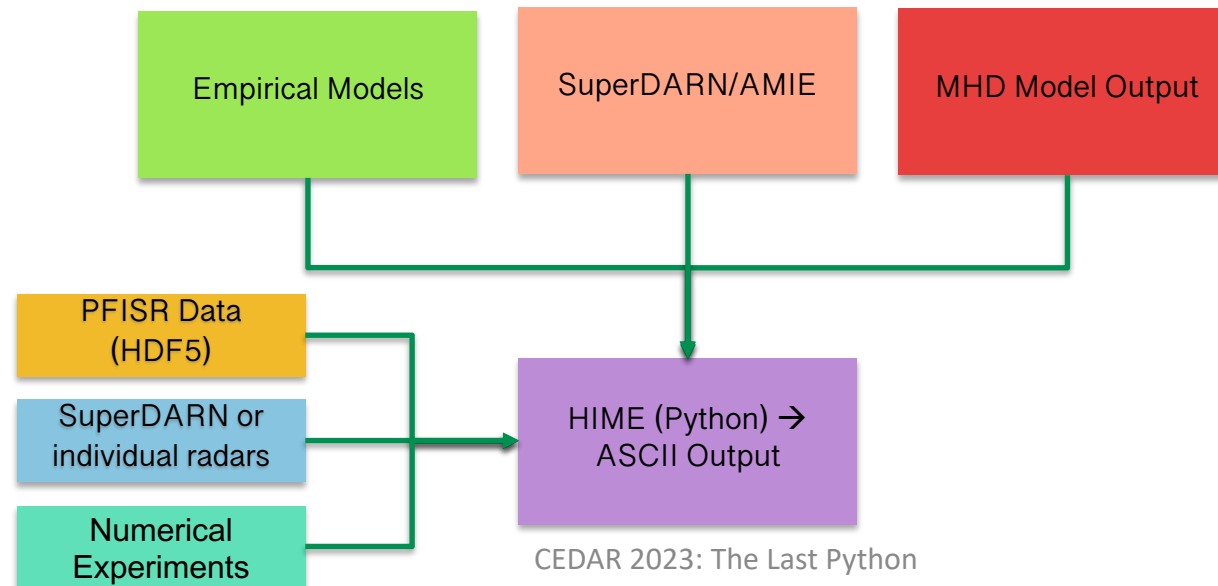 Empirical Models
SuperDARN/AMIE
MHD Model Output
PFISR Data
(HDF5)
SuperDARN or
individual radars
Numerical
Experiments
HIME (Python) →
ASCII Output
CEDAR 2023: The Last Python